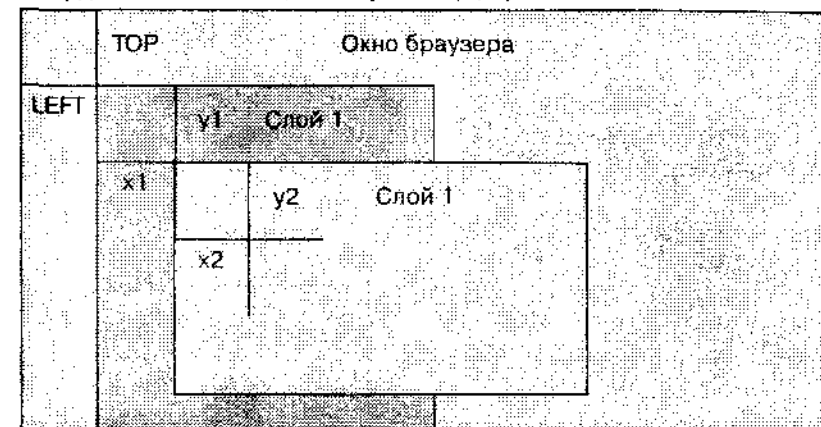 TOP Окно браузера
LEFT
y1 Слой 1
x1
y2 Слой 1
x2